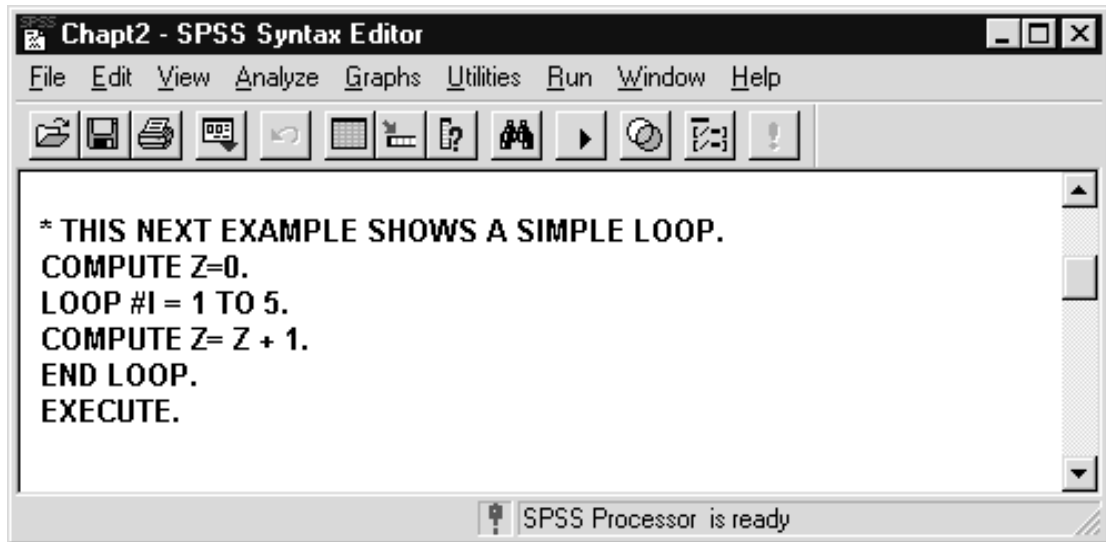 SPSS
Chapt2 - SPSS Syntax Editor
File Edit View Analyze Graphs Utilities Run Window Help
* THIS NEXT EXAMPLE SHOWS A SIMPLE LOOP.
COMPUTE Z=0.
LOOP #I = 1 TO 5.
COMPUTE Z= Z + 1.
END LOOP.
EXECUTE.
SPSS Processor is ready